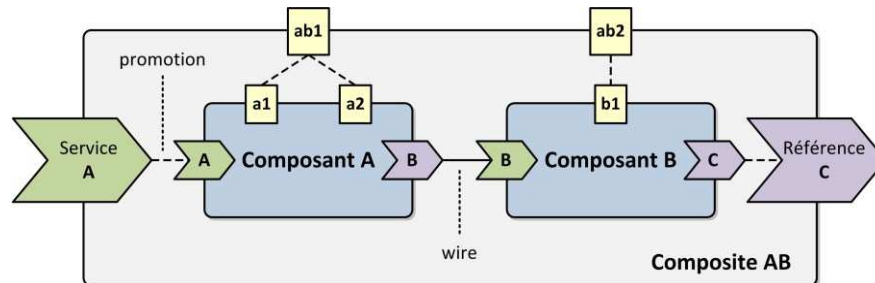 ab1
ab2
promotion
a1
a2
b1
Service
A
A
Composant A
B
B
Composant B
C
Référence
C
wire
Composite AB